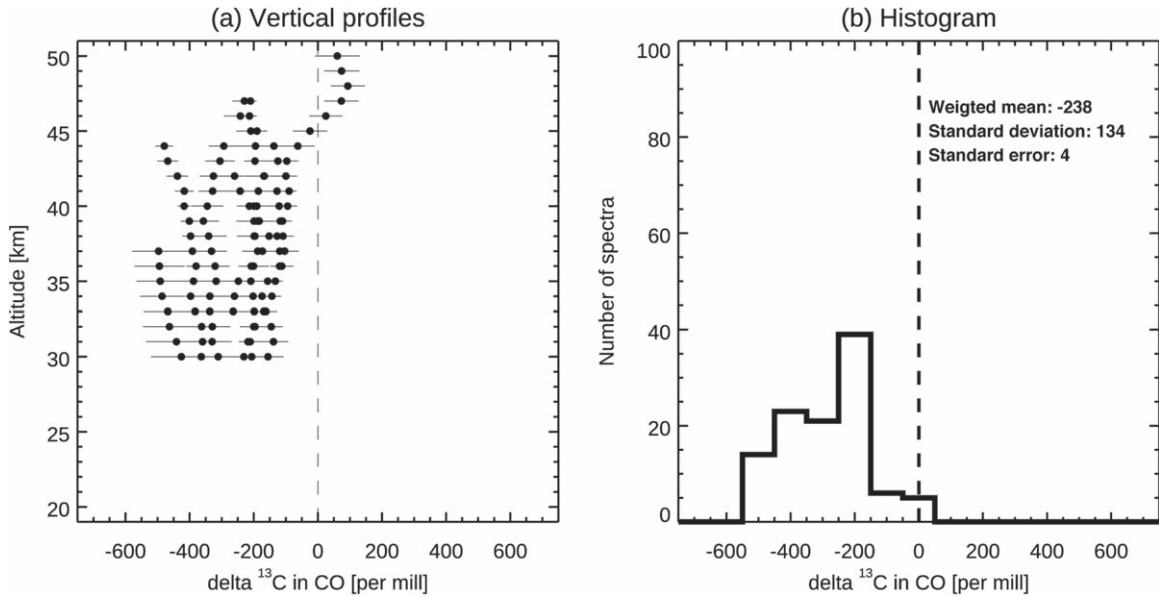 (a) Vertical profiles
50
45
40
35
30
25
20
Altitude [km]
-600 -400 -200 0 200 400 600
delta ¹³C in CO [per mill]
(b) Histogram
100
80
60
40
20
0
Number of spectra
Weigted mean: -238
Standard deviation: 134
Standard error: 4
-600 -400 -200 0 200 400 600
delta ¹³C in CO [per mill]